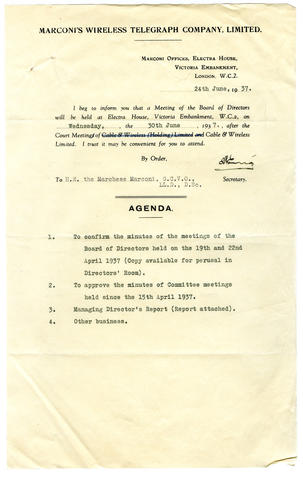 MARCONI'S WIRELESS TELEGRAPH COMPANY, LIMITED.
MARCONI OFFICES, ELECTRA HOUSE,
VICTORIA EMBANKMENT,
LONDON, W.C.2.
24th June, 1937.
I beg to inform you that a Meeting of the Board of Directors
will be held at Electra House, Victoria Embankment, W.C.2, on
Wednesday, , the 30th June , 1937. , after the
Court Meetings of Cable & Wireless (Holding) Limited and Cable & Wireless
Limited. I trust it may be convenient for you to attend.
By Order,
To H.E. the Marchese Marconi, G.C.V.O.,
LL.D., D.Sc.
Secretary.
AGENDA.
1. To confirm the minutes of the meetings of the
Board of Directors held on the 19th and 22nd
April 1937 (Copy available for perusal in
Directors' Room).
2. To approve the minutes of Committee meetings
held since the 15th April 1937.
3. Managing Director's Report (Report attached).
4. Other business.